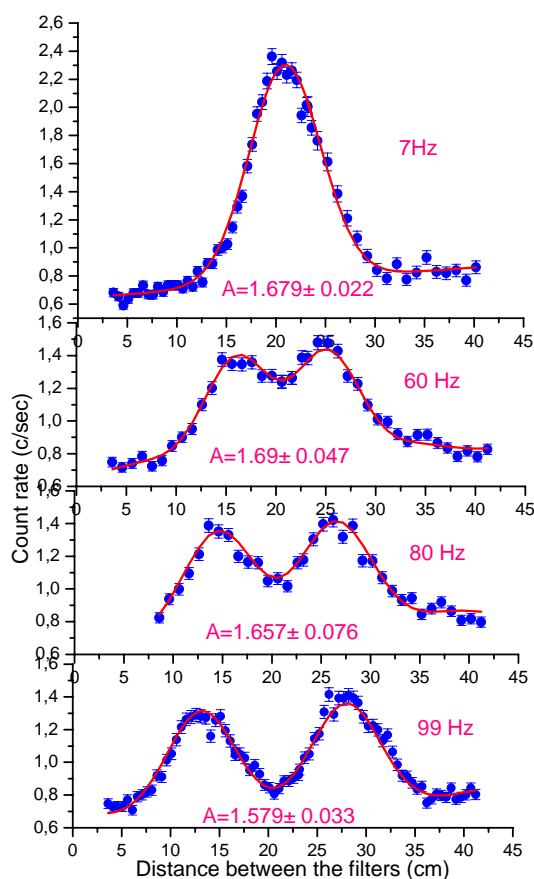 2,6
2,4
2,2
2,0
1,8
1,6
1,4
1,2
1,0
0,8
0,6
7Hz
A=1.679± 0.022
0 5 10 15 20 25 30 35 40 45
1,6
1,4
1,2
1,0
0,8
0,6
60 Hz
A=1.69± 0.047
0 5 10 15 20 25 30 35 40 45
Count rate (c/sec)
1,6
1,4
1,2
1,0
0,8
0,6
80 Hz
A=1.657± 0.076
0 5 10 15 20 25 30 35 40 45
1,6
1,4
1,2
1,0
0,8
0,6
99 Hz
A=1.579± 0.033
0 5 10 15 20 25 30 35 40 45
Distance between the filters (cm)